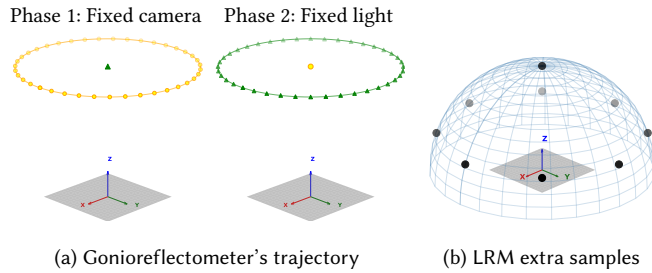 Phase 1: Fixed camera
Phase 2: Fixed light
Z
X
Y
Z
X
Y
Z
X
Y
(a) Gonioreflectometer's trajectory
(b) LRM extra samples